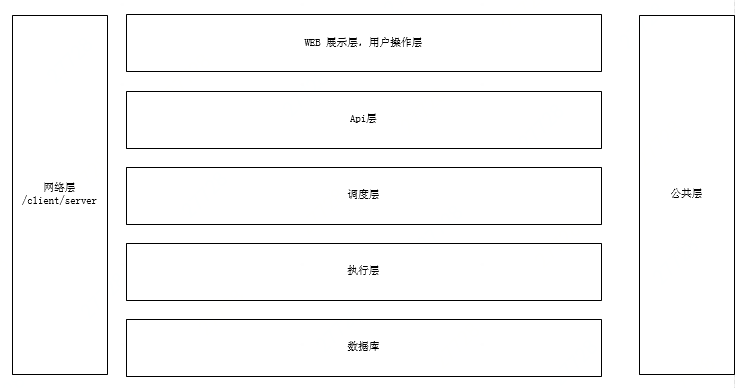 WEB 展示层，用户操作层
Api层
网络层
/client/server
调度层
公共层
执行层
数据库